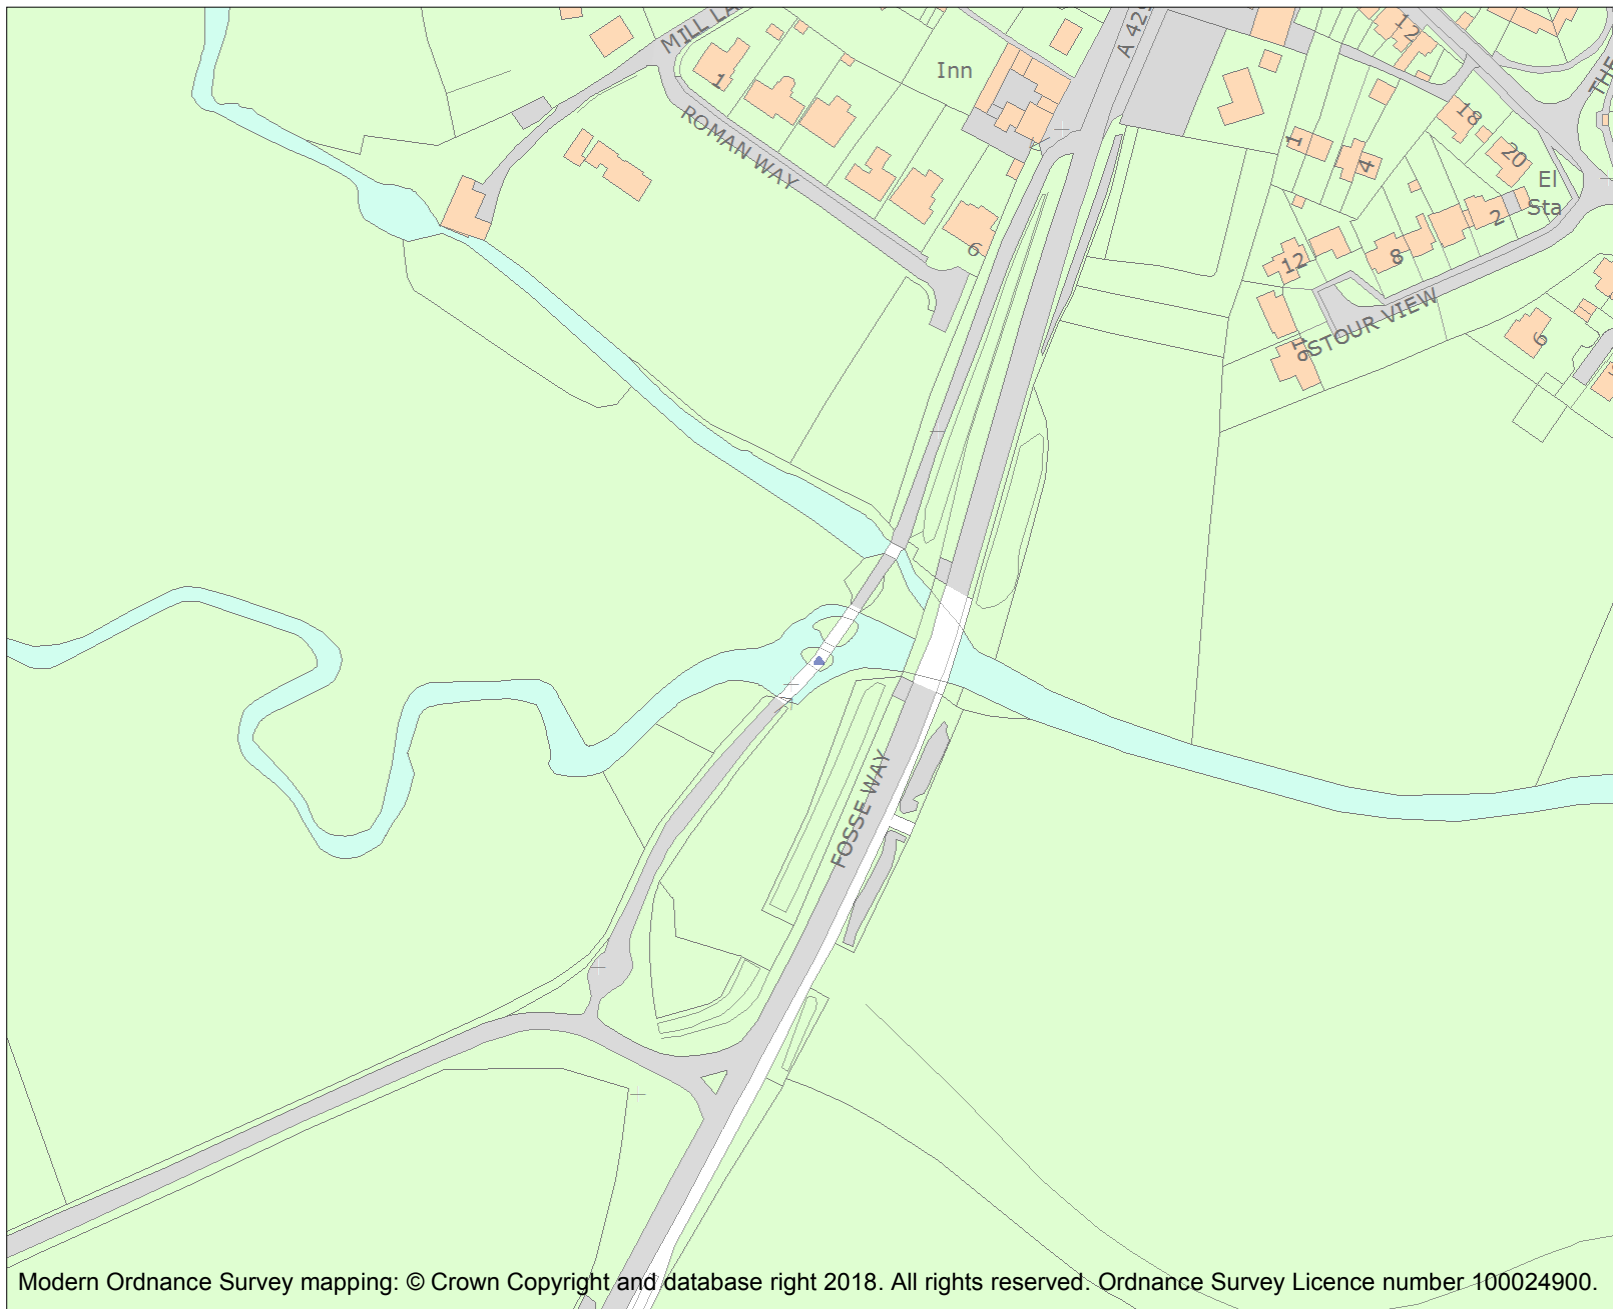 MILL LA
A 429
12
THE
Inn
1
18
ROMAN WAY
1
4
20
El
Sta
2
6
12
8
STOUR VIEW
16
6
FOSSE WAY
Modern Ordnance Survey mapping: © Crown Copyright and database right 2018. All rights reserved. Ordnance Survey Licence number 100024900.